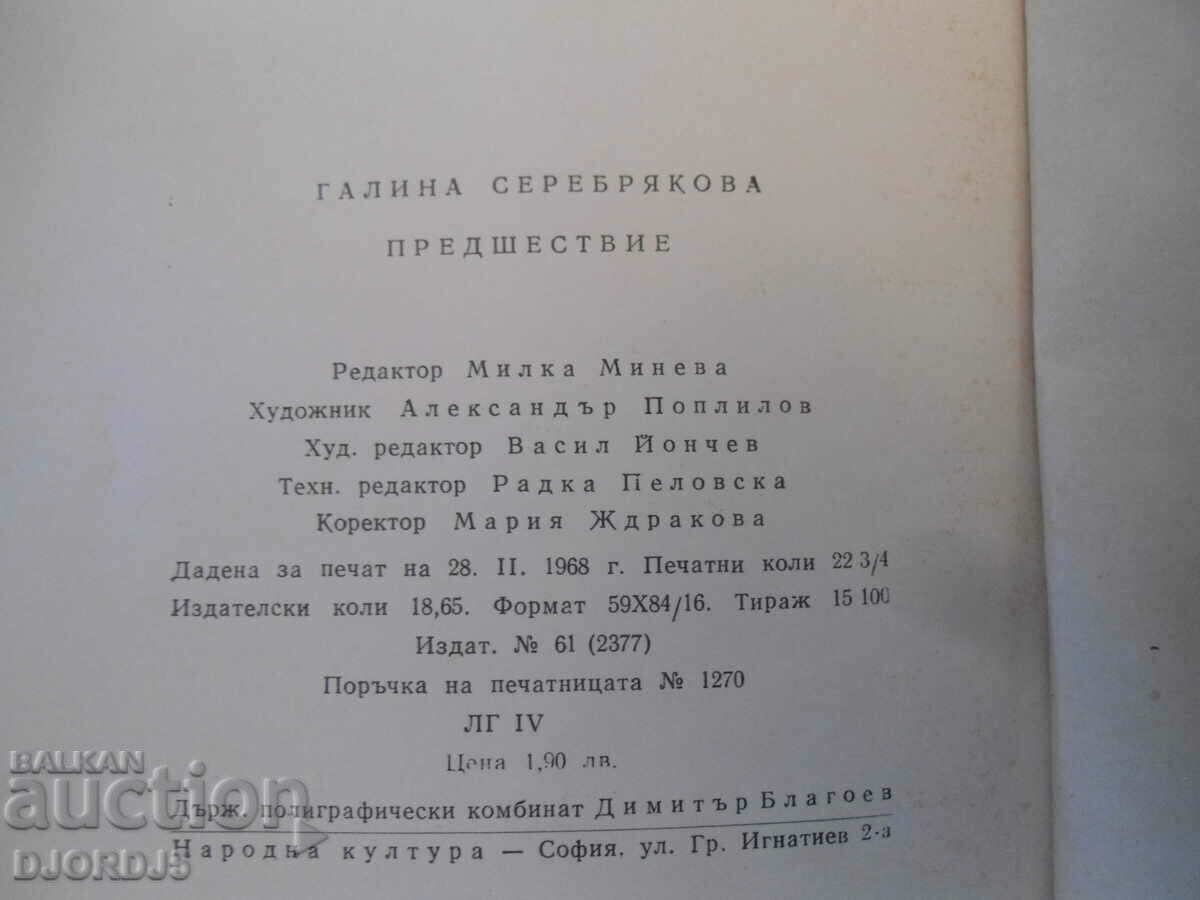 ГАЛИНА СЕРЕБРЯКОВА
ПРЕДШЕСТВИЕ
Редактор Милка Минева
Художник Александър Поплилов
Худ. редактор Васил Йончев
Техн. редактор Радка Пеловска
Коректор Мария Ждракова
Дадена за печат на 28. II. 1968 г. Печатни коли 22 3/4
Издателски коли 18,65. Формат 59X84/16. Тираж 15 100
Издат. № 61 (2377)
Поръчка на печатницата № 1270
ЛГ IV
Цена 1,90 лв.
Държ. полиграфически комбинат Димитър Благоев
Народна култура — София, ул. Гр. Игнатиев 2-а
BALKAN
auction
DJORDJ5